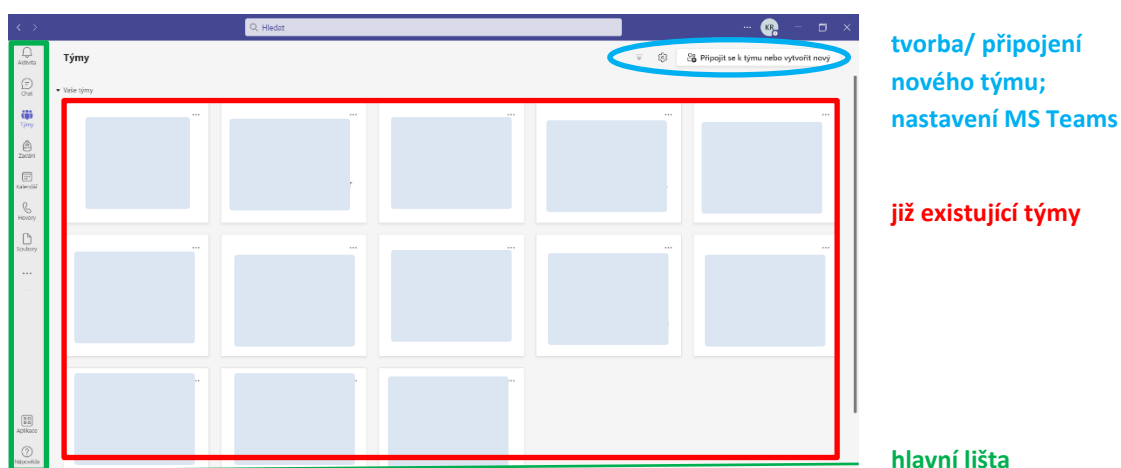 Hledat
KR
Aktivita
Týmy
Připojit se k týmu nebo vytvořit nový
Chat
Vaše týmy
Týmy
Zadání
Kalendář
Hovory
Soubory
Aplikace
Nápověda
tvorba/ připojení
nového týmu;
nastavení MS Teams
již existující týmy
hlavní lišta